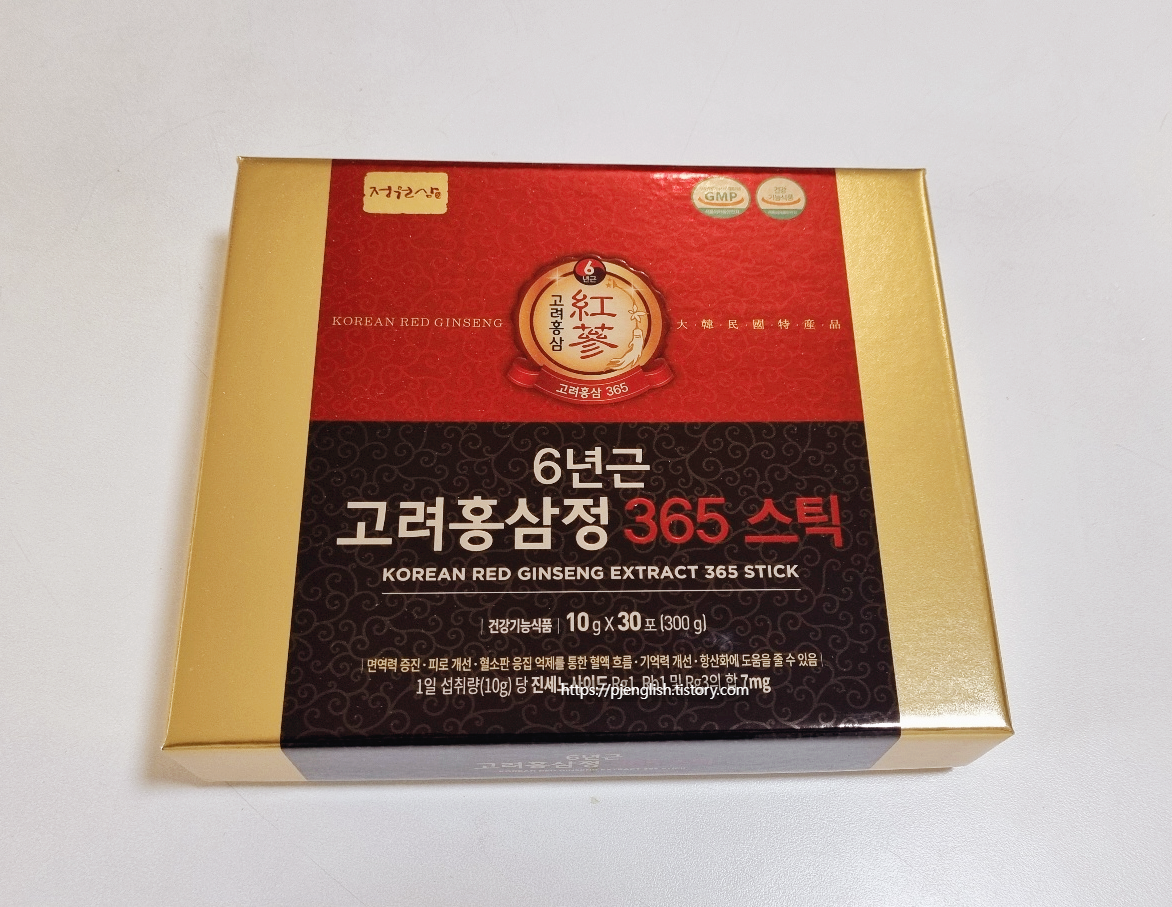 정원삼
GMP
건강
기능식품
6
년근
고려홍삼
紅蔘
KOREAN RED GINSENG
大·韓·民·國·特·産·品
고려홍삼 365
6년근
고려홍삼정 365 스틱
KOREAN RED GINSENG EXTRACT 365 STICK
| 건강기능식품 | 10 g X 30 포 (300 g)
| 면역력 증진·피로 개선·혈소판 응집 억제를 통한 혈액 흐름·기억력 개선·항산화에 도움을 줄 수 있음 |
1일 섭취량(10g) 당 진세노사이드 Rg1, Rb1 및 Rg3의 합 7mg
https://pjenglish.tistory.com
6년근
고려홍삼정